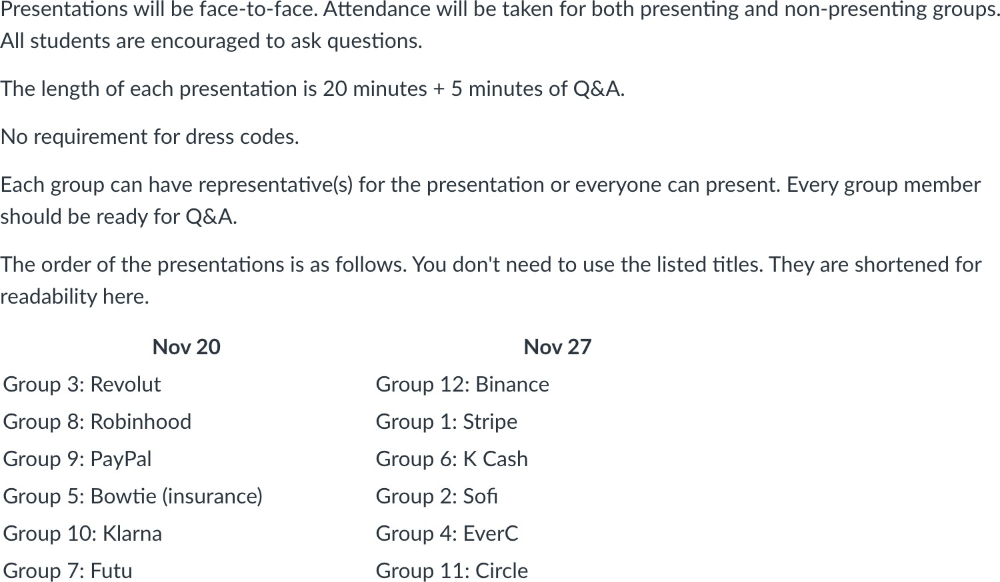 Presentations will be face-to-face. Attendance will be taken for both presenting and non-presenting groups.
All students are encouraged to ask questions.
The length of each presentation is 20 minutes + 5 minutes of Q&A.
No requirement for dress codes.
Each group can have representative(s) for the presentation or everyone can present. Every group member
should be ready for Q&A.
The order of the presentations is as follows. You don't need to use the listed titles. They are shortened for
readability here.
Nov 20 Nov 27
Group 3: Revolut Group 12: Binance
Group 8: Robinhood Group 1: Stripe
Group 9: PayPal Group 6: K Cash
Group 5: Bowtie (insurance) Group 2: Sofi
Group 10: Klarna Group 4: EverC
Group 7: Futu Group 11: Circle